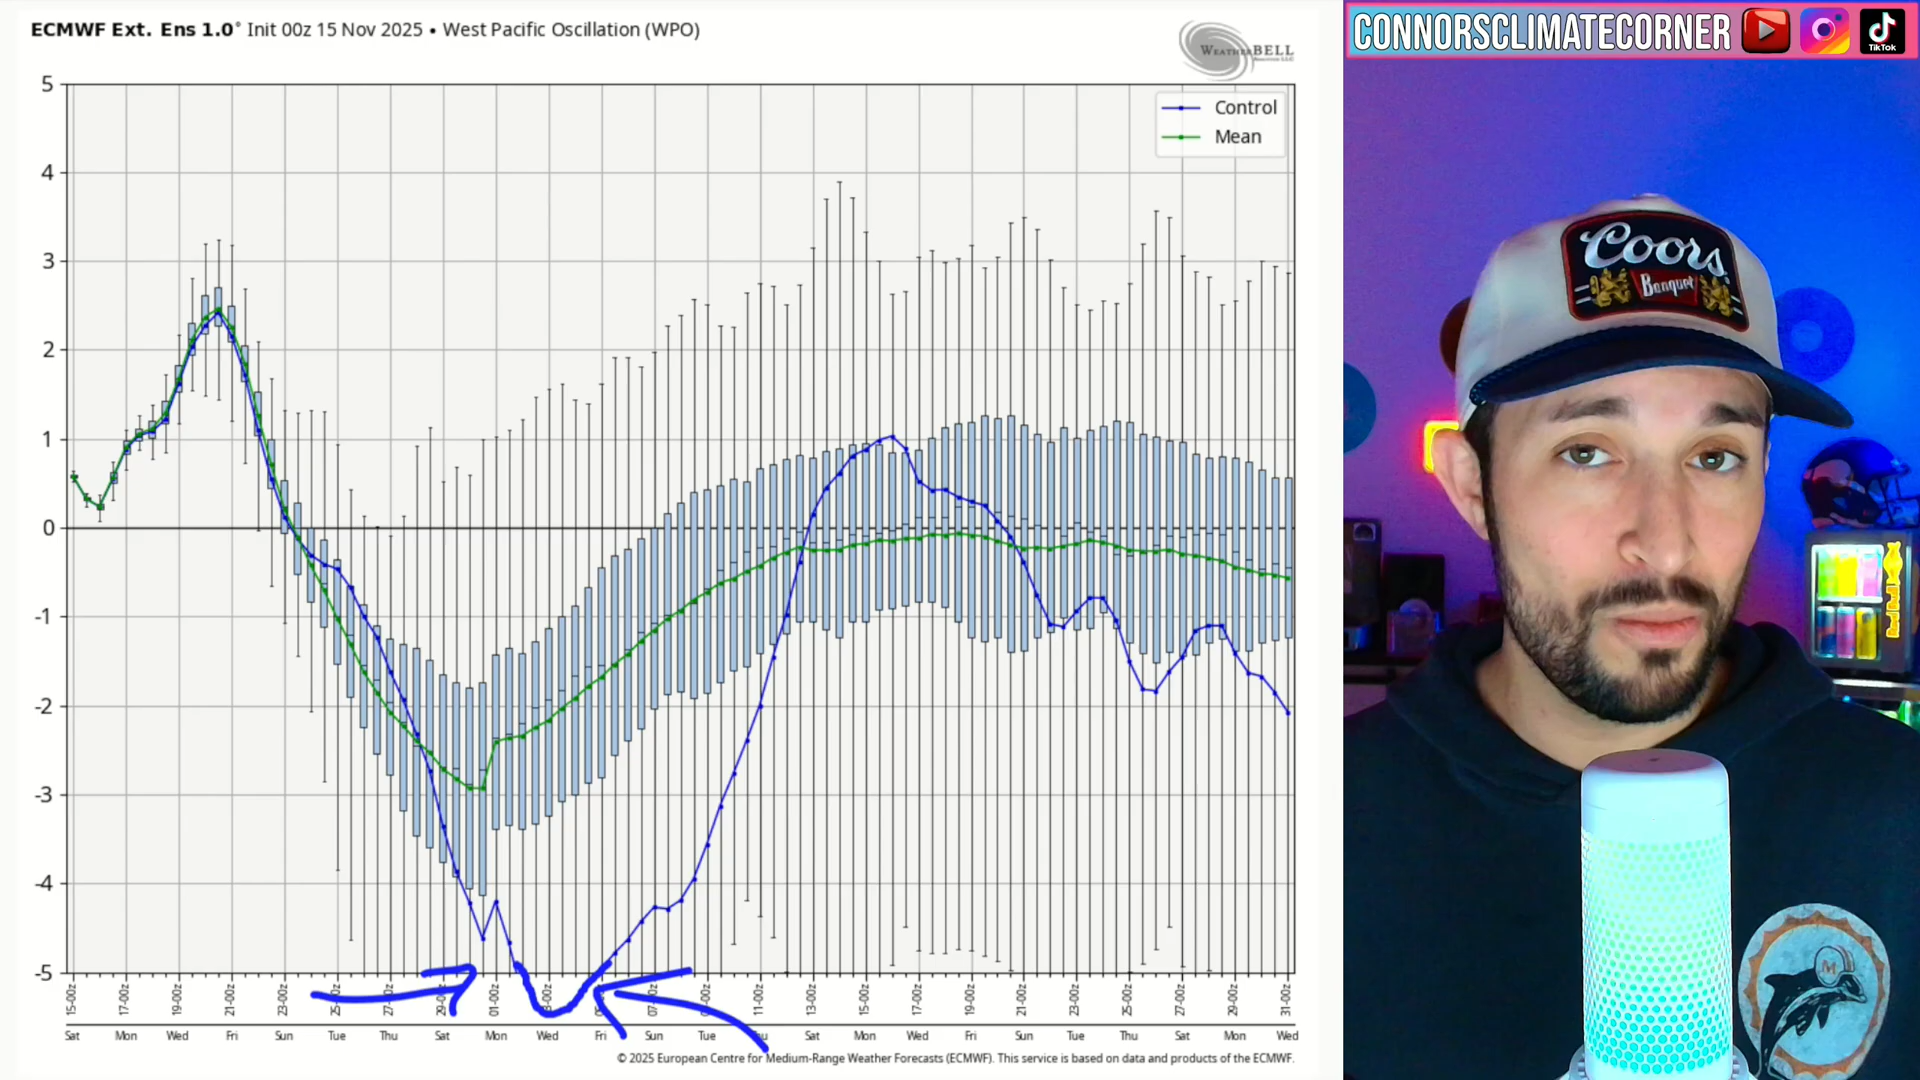 ECMWF Ext. Ens 1.0° Init 00z 15 Nov 2025 • West Pacific Oscillation (WPO)
WEATHERBELL
CONNORSCLIMATECORNER
TikTok
Control
Mean
5
4
3
2
1
0
-1
-2
-3
-4
-5
15-00z 17-00z 19-00z 21-00z 23-00z 25-00z 01-00z 11-00z 13-00z 15-00z 17-00z 19-00z 21-00z 23-00z 25-00z 27-00z 29-00z 31-00z
Sat Mon Wed Fri Sun Tue Thu Sat Mon Wed Fri Sun Tue Sat Mon Wed Fri Sun Tue Thu Sat Mon Wed
© 2025 European Centre for Medium-Range Weather Forecasts (ECMWF). This service is based on data and products of the ECMWF.
Coors
Banquet
Red Bull
M